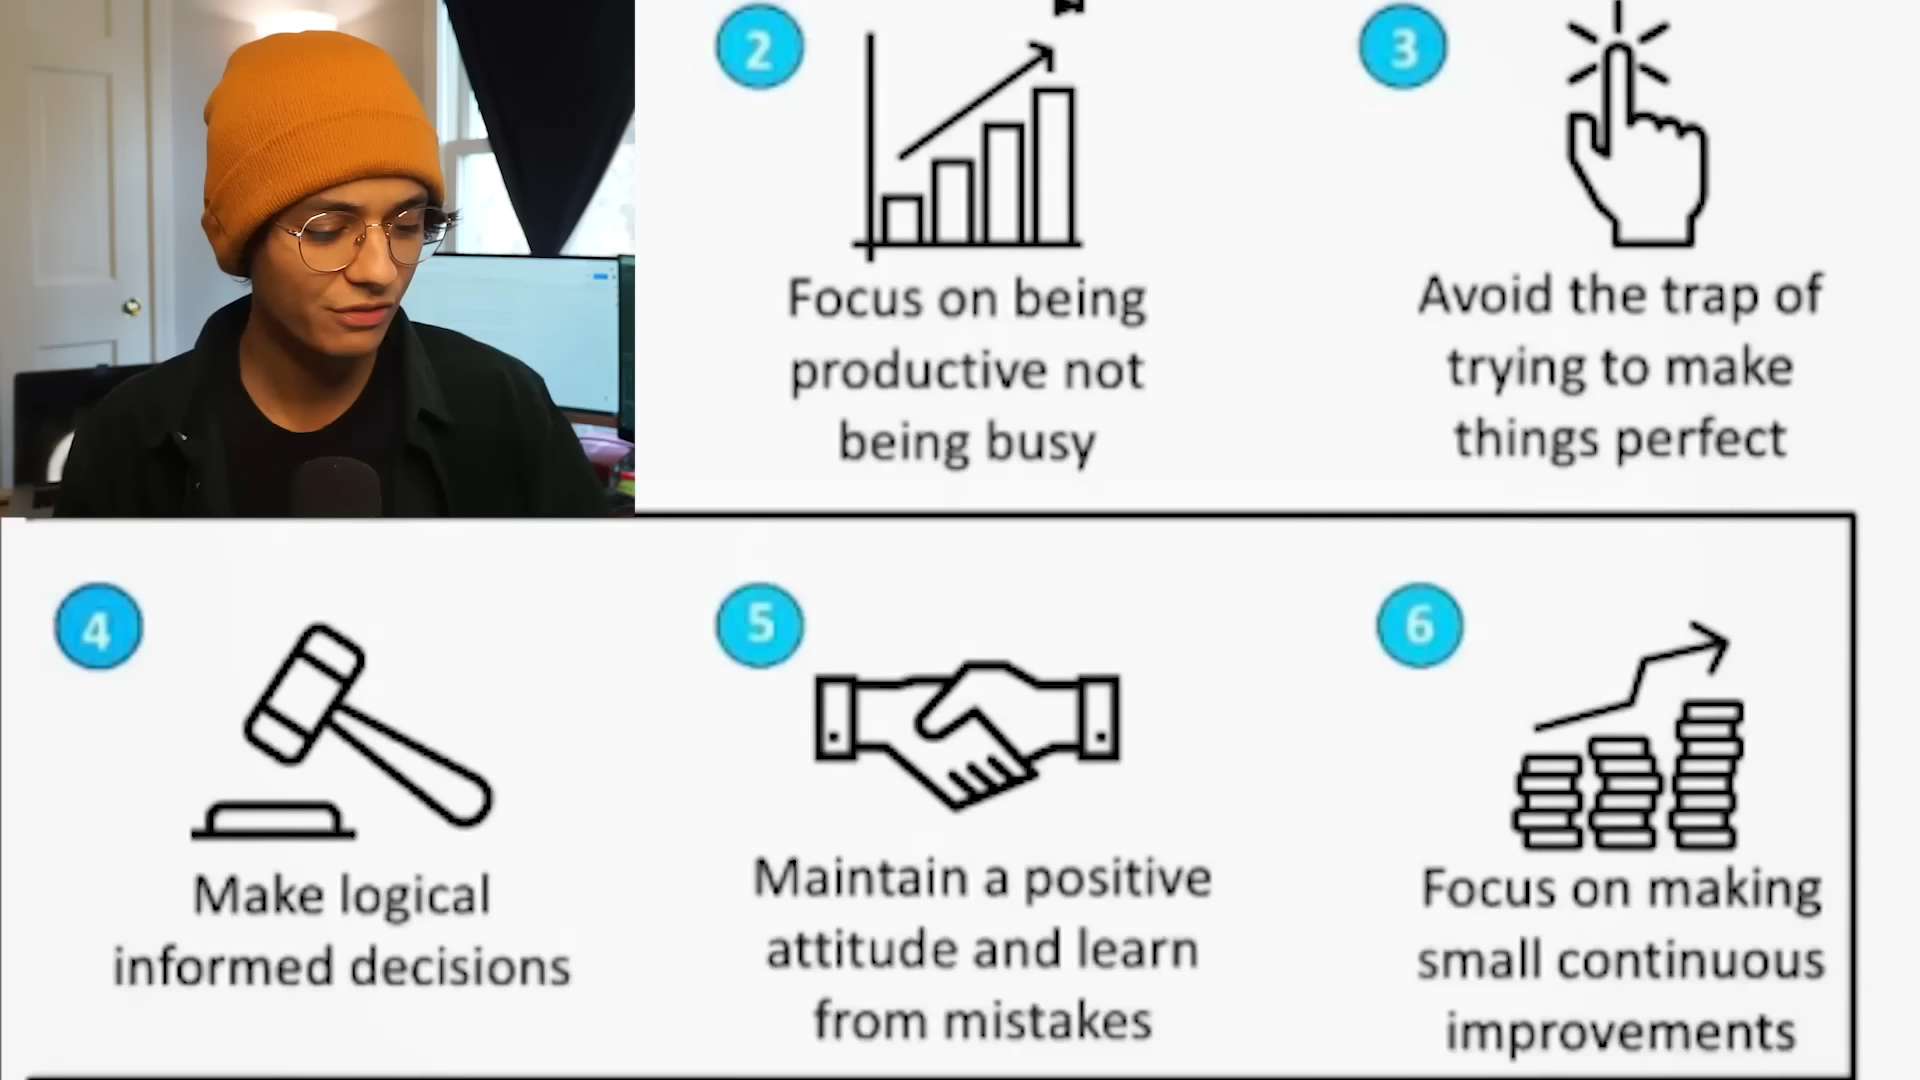 2
Focus on being
productive not
being busy
3
Avoid the trap of
trying to make
things perfect
4
Make logical
informed decisions
5
Maintain a positive
attitude and learn
from mistakes
6
Focus on making
small continuous
improvements